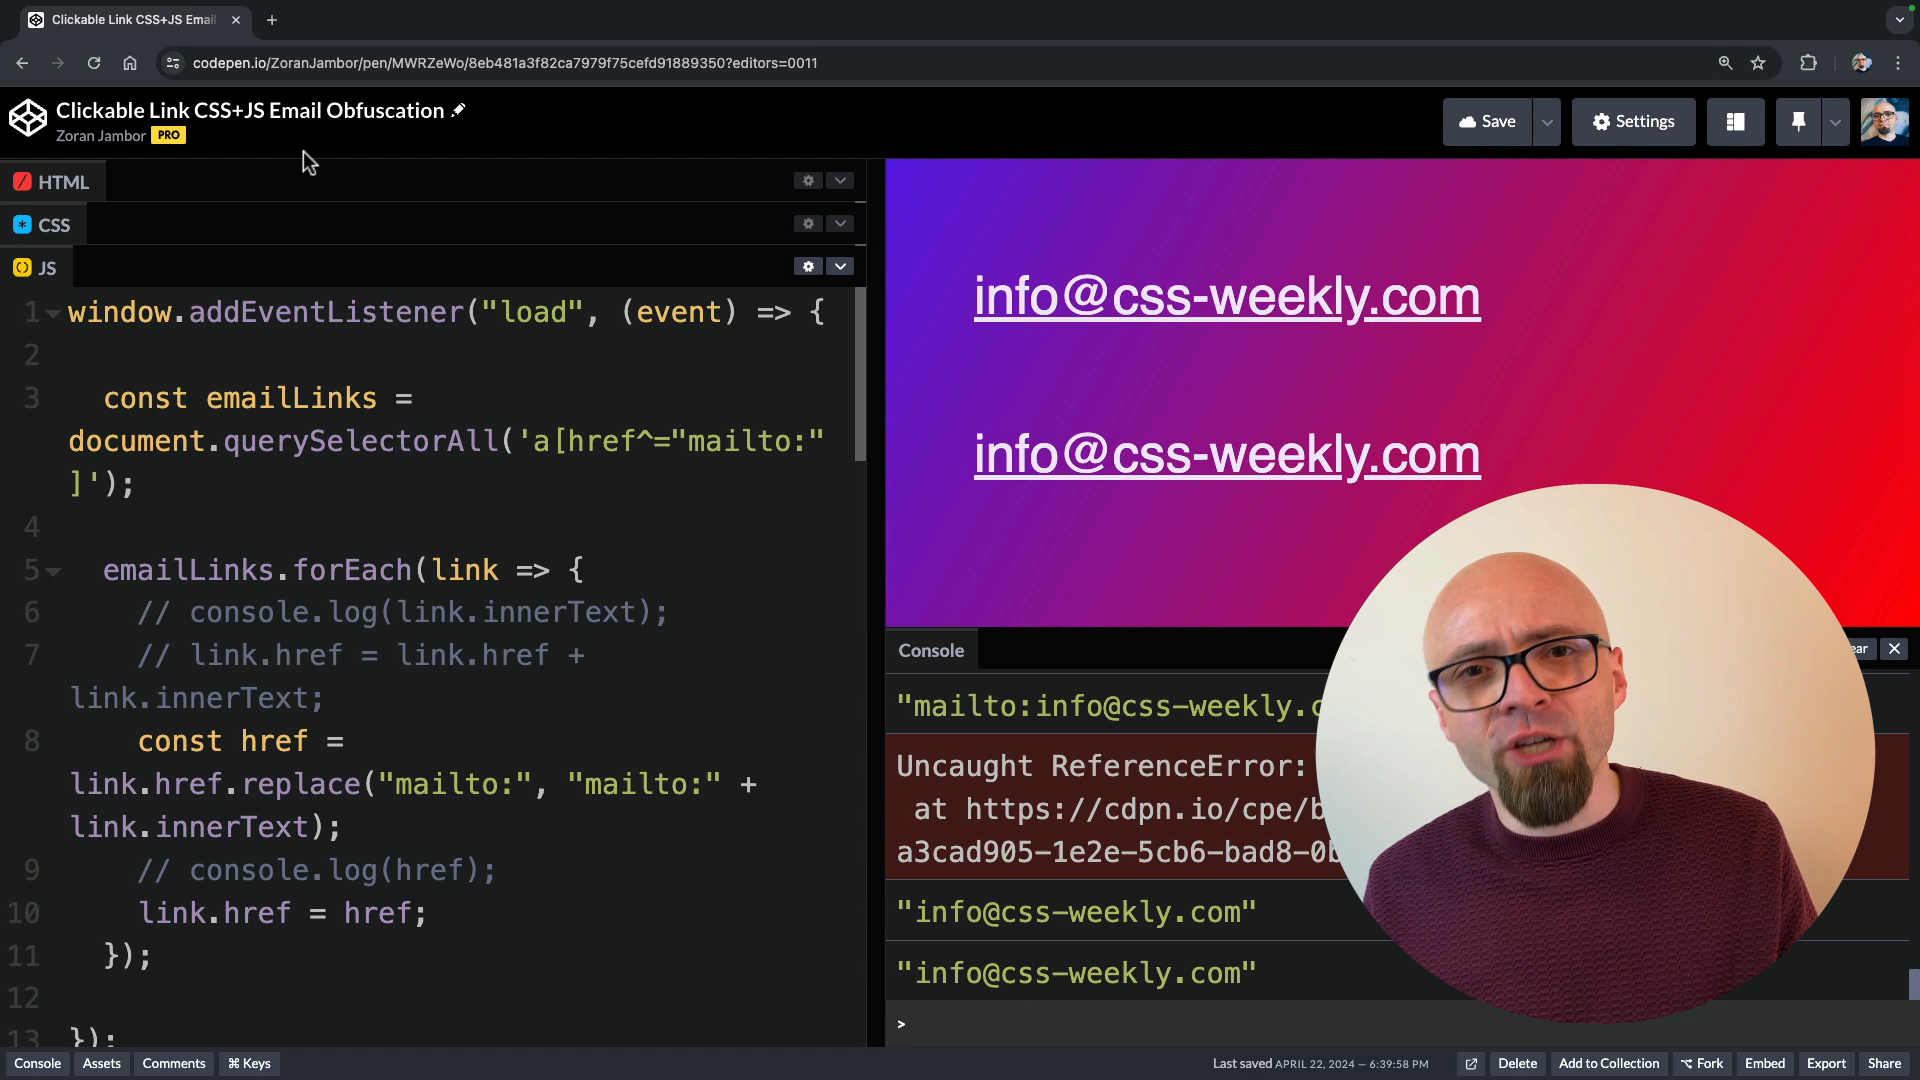 Clickable Link CSS+JS Email
codepen.io/ZoranJambor/pen/MWRZeWo/8eb481a3f82ca7979f75cefd91889350?editors=0011
Clickable Link CSS+JS Email Obfuscation
Zoran Jambor PRO
Save
Settings
HTML
CSS
JS
1 window.addEventListener("load", (event) => {
2
3 const emailLinks =
document.querySelectorAll('a[href^="mailto:"
]');
4
5 emailLinks.forEach(link => {
6 // console.log(link.innerText);
7 // link.href = link.href +
link.innerText;
8 const href =
link.href.replace("mailto:", "mailto:" +
link.innerText);
9 // console.log(href);
10 link.href = href;
11 });
12
13 });
info@css-weekly.com
info@css-weekly.com
Console
"mailto:info@css-weekly.
Uncaught ReferenceError:
at https://cdpn.io/cpe/b
a3cad905-1e2e-5cb6-bad8-0
"info@css-weekly.com"
"info@css-weekly.com"
>
Console Assets Comments ⌘ Keys
Last saved APRIL 22, 2024 — 6:39:58 PM
Delete Add to Collection Fork Embed Export Share